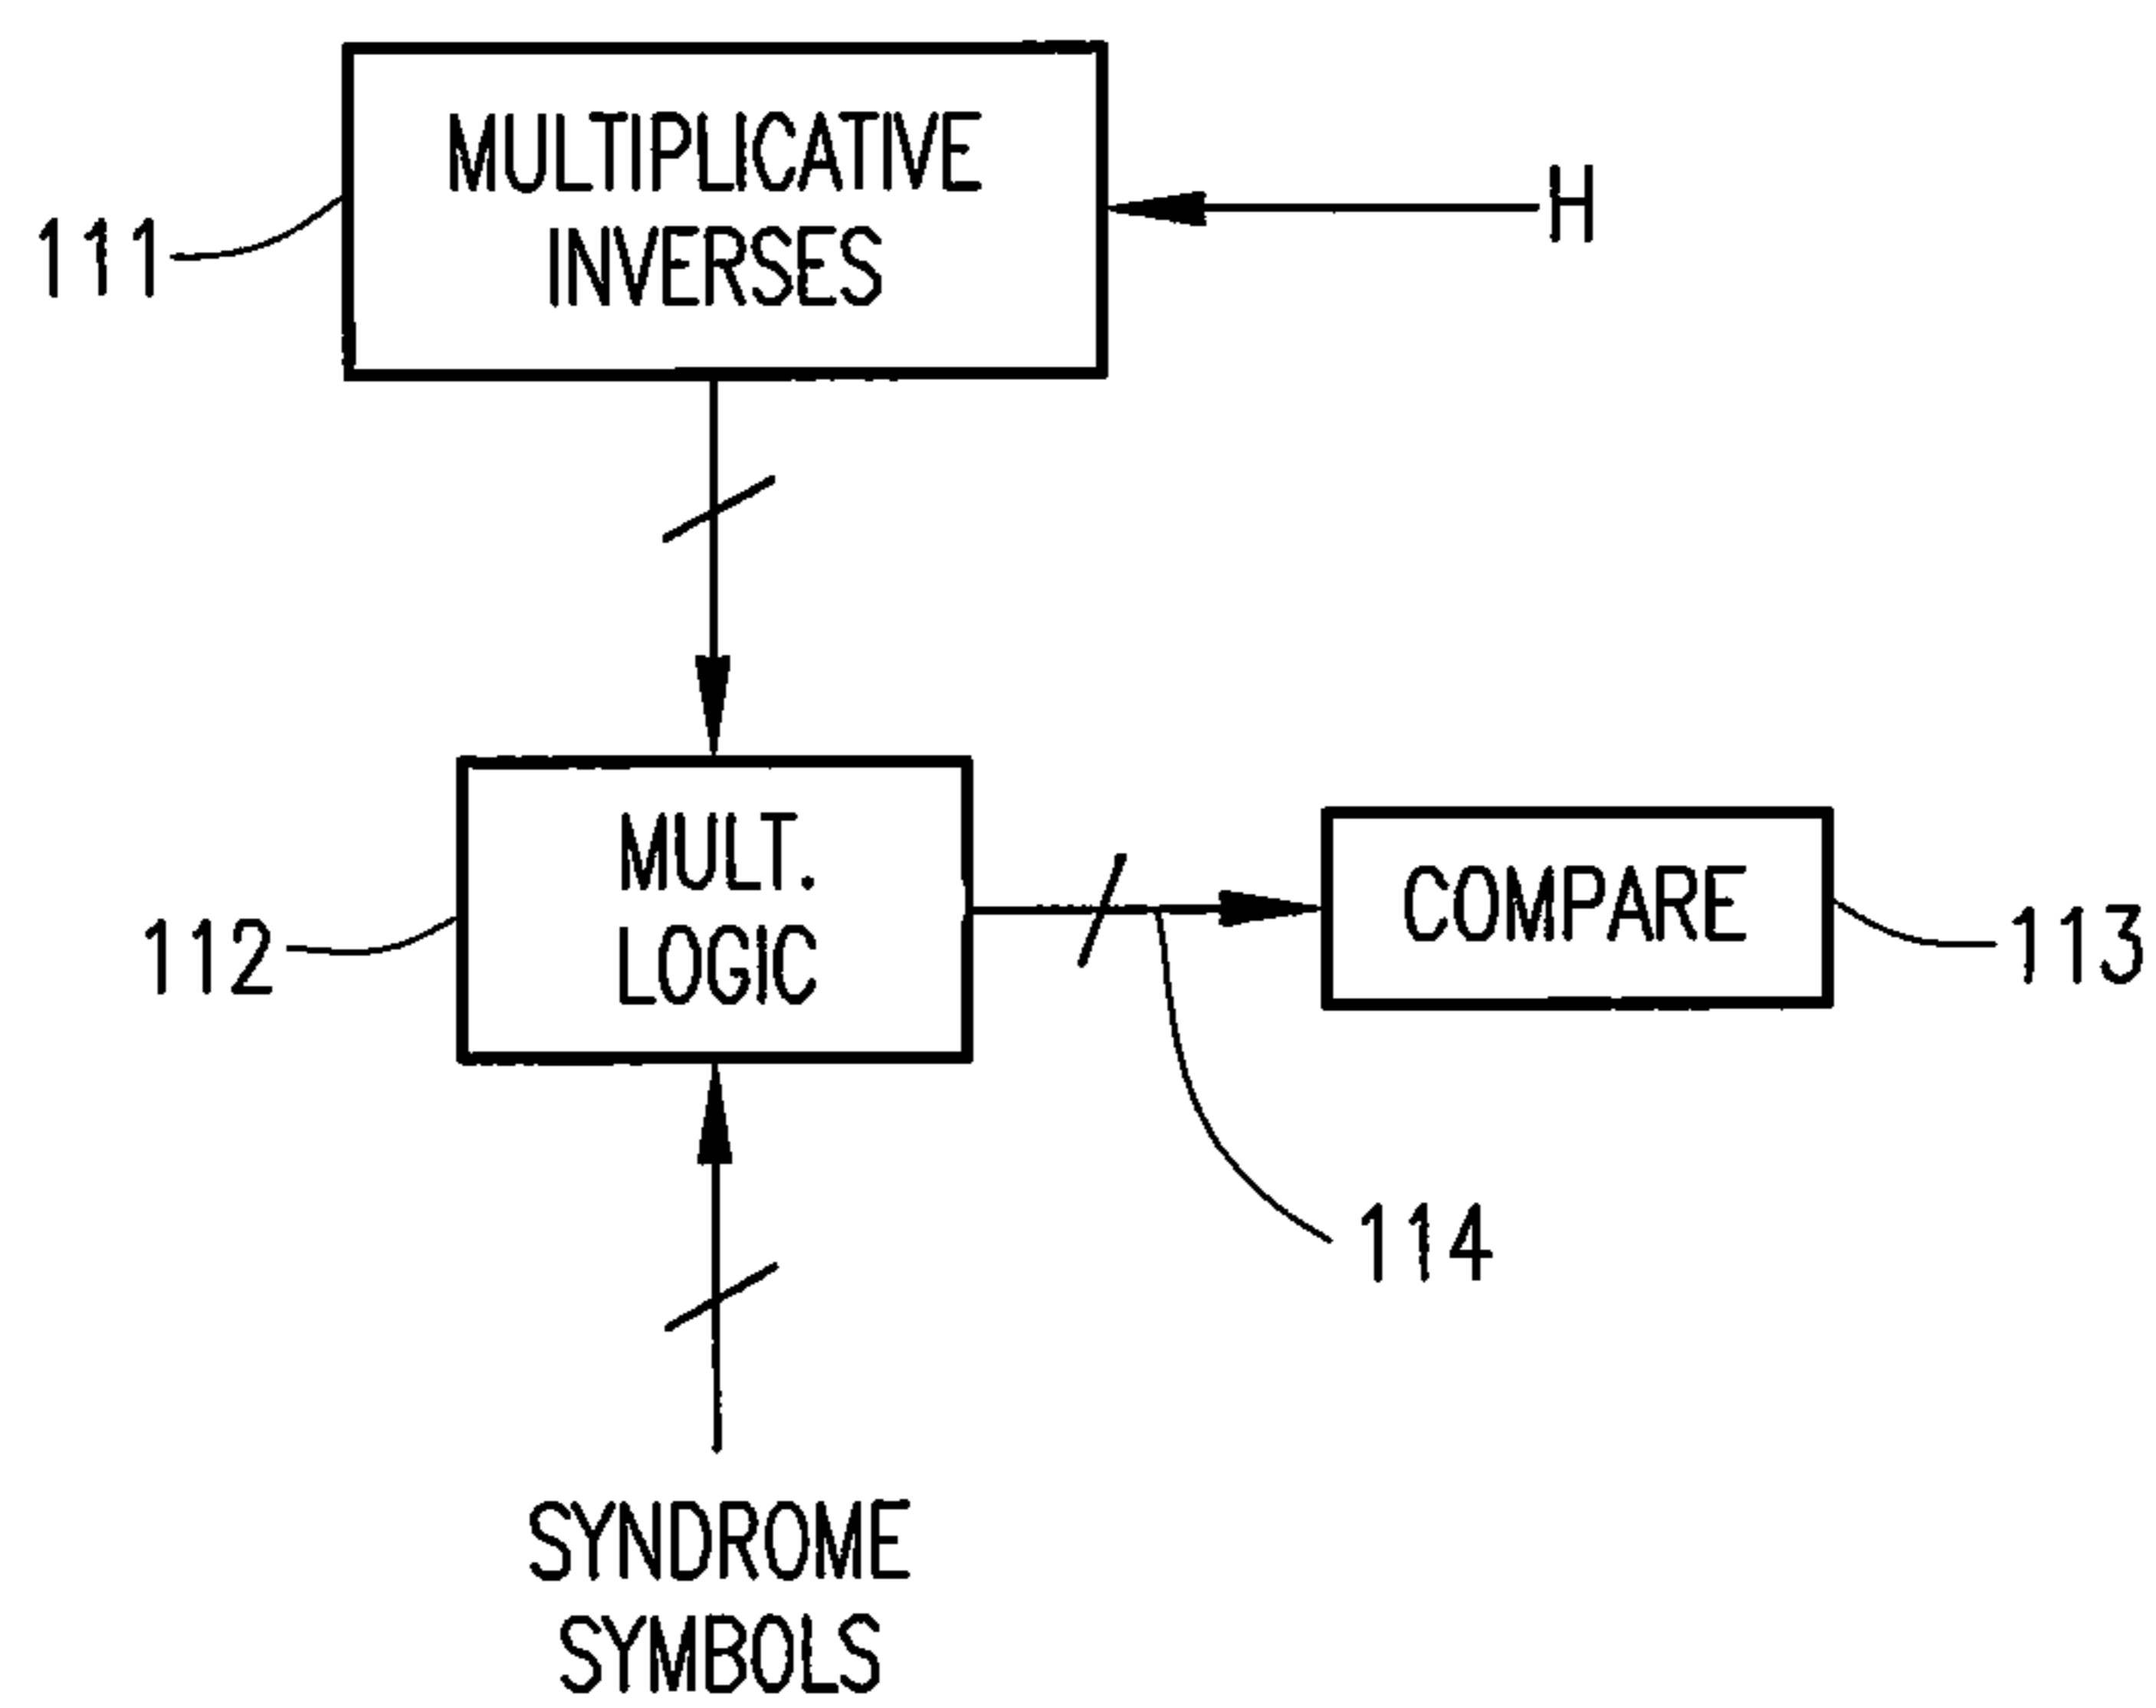 MULTIPLICATIVE
INVERSES
H
111
MULT.
LOGIC
COMPARE
112
113
114
SYNDROME
SYMBOLS